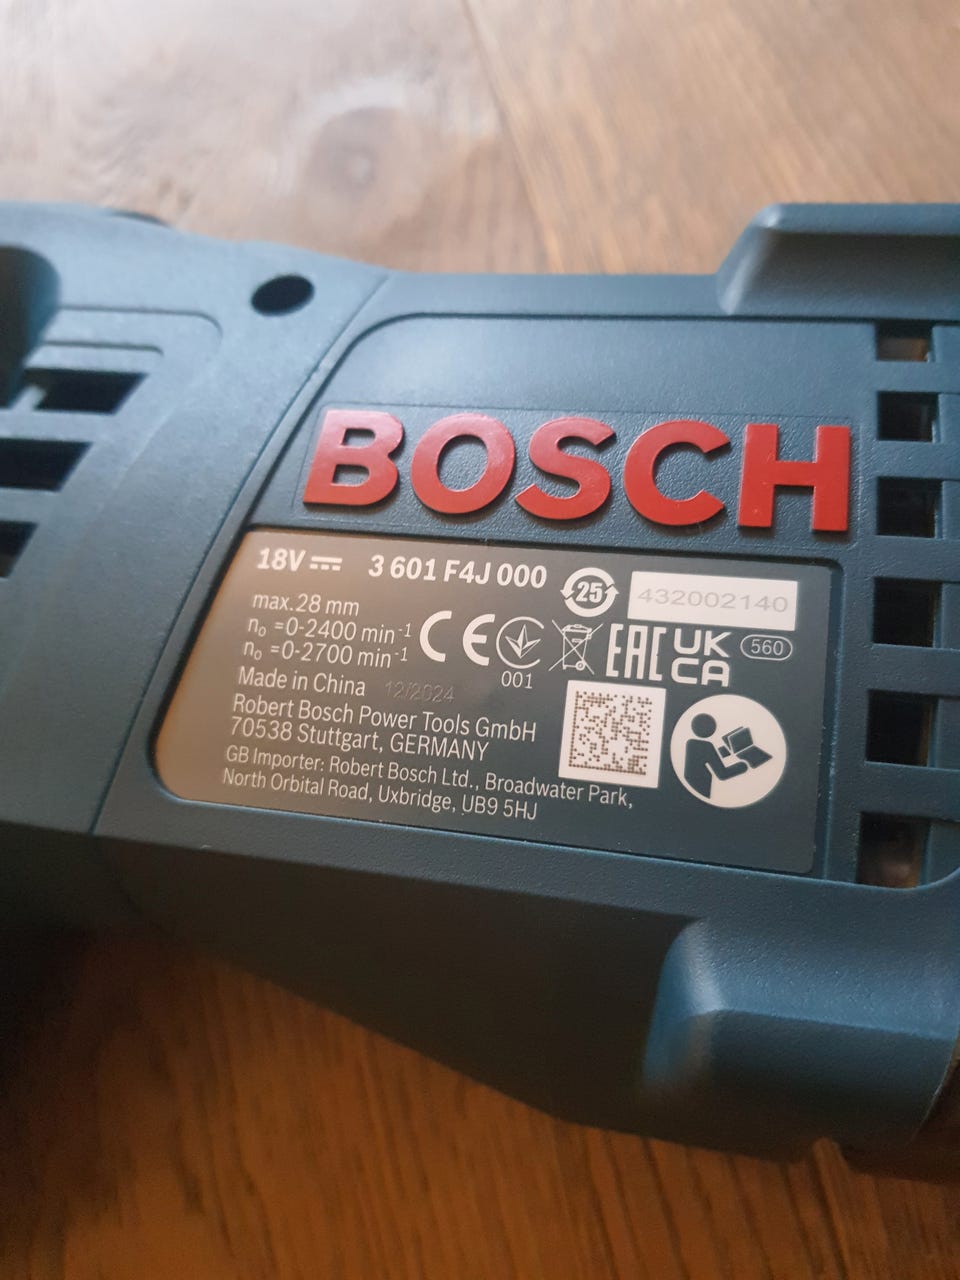 BOSCH
18V 3 601 F4J 000 25 432002140
max.28 mm
n₀ =0-2400 min⁻¹
n₀ =0-2700 min⁻¹
CE 001 EAC UK CA 560
Made in China 12/2024
Robert Bosch Power Tools GmbH
70538 Stuttgart, GERMANY
GB Importer: Robert Bosch Ltd., Broadwater Park,
North Orbital Road, Uxbridge, UB9 5HJ